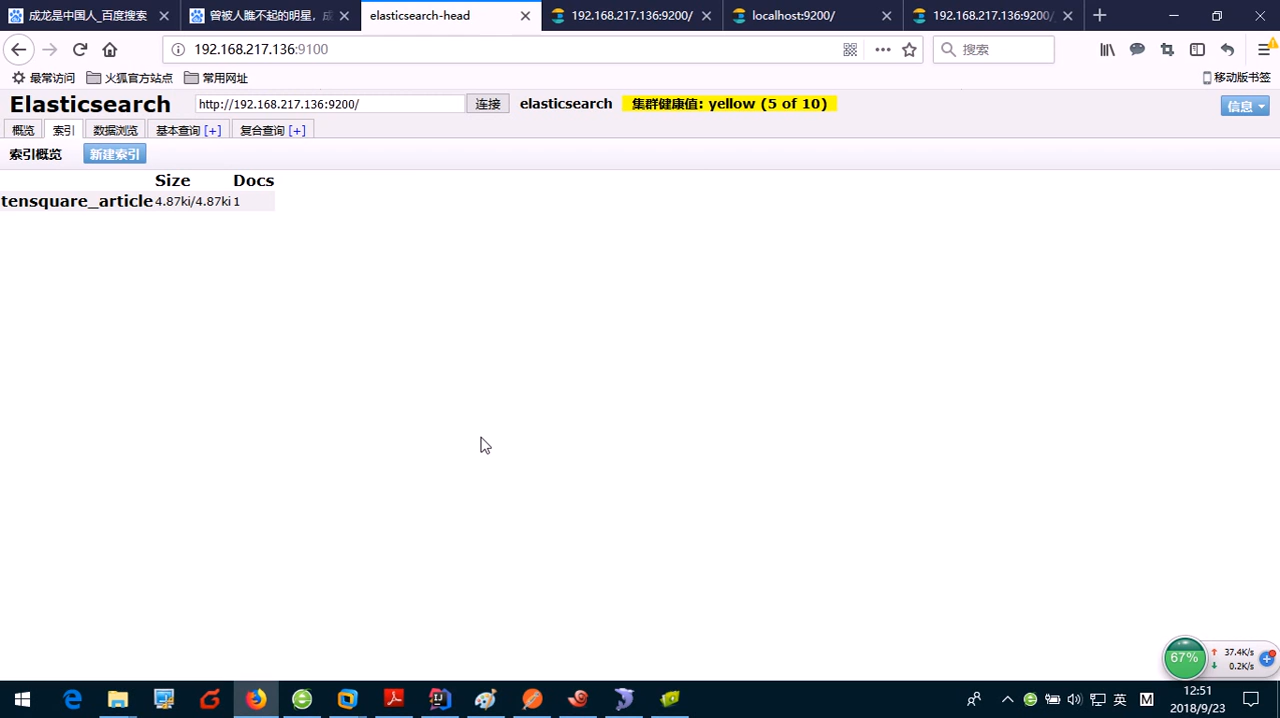 成龙是中国人_百度搜索
曾被人瞧不起的明星，成
elasticsearch-head
192.168.217.136:9200/
localhost:9200/
192.168.217.136:9200/
192.168.217.136:9100
搜索
最常访问
火狐官方站点
常用网址
移动版书签
Elasticsearch
http://192.168.217.136:9200/
连接
elasticsearch
集群健康值: yellow (5 of 10)
信息
概览
索引
数据浏览
基本查询 [+]
复合查询 [+]
索引概览
新建索引
Size Docs
tensquare_article 4.87ki/4.87ki 1
67%
37.4K/s
0.2K/s
英
M
12:51
2018/9/23